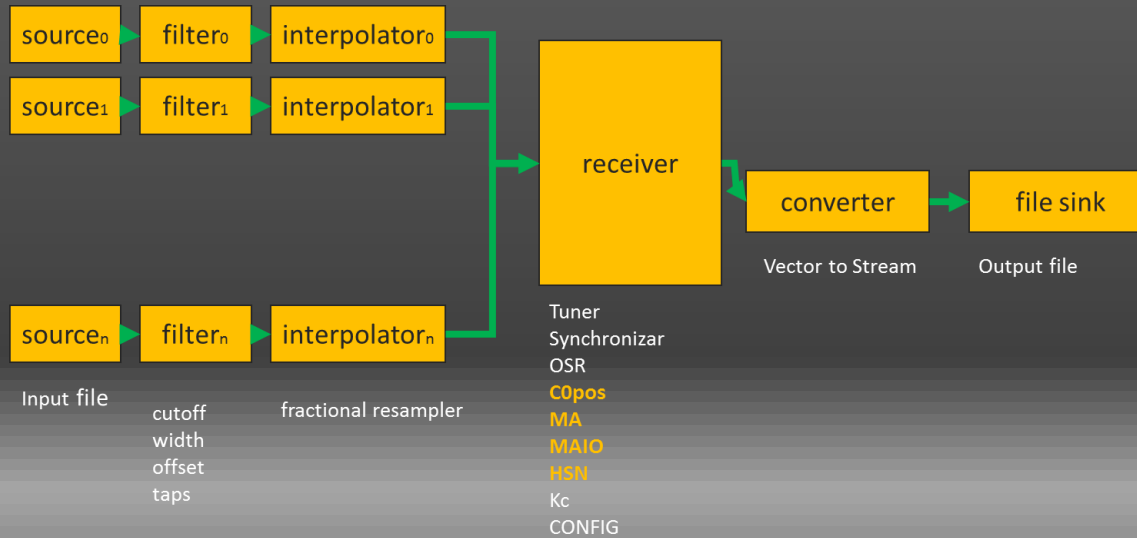 source0 filter0 interpolator0
source1 filter1 interpolator1
receiver
converter file sink
Vector to Stream Output file
sourcen filtern interpolatorn
Input file
cutoff
width
offset
taps
fractional resampler
Tuner
Synchronizar
OSR
C0pos
MA
MAIO
HSN
Kc
CONFIG